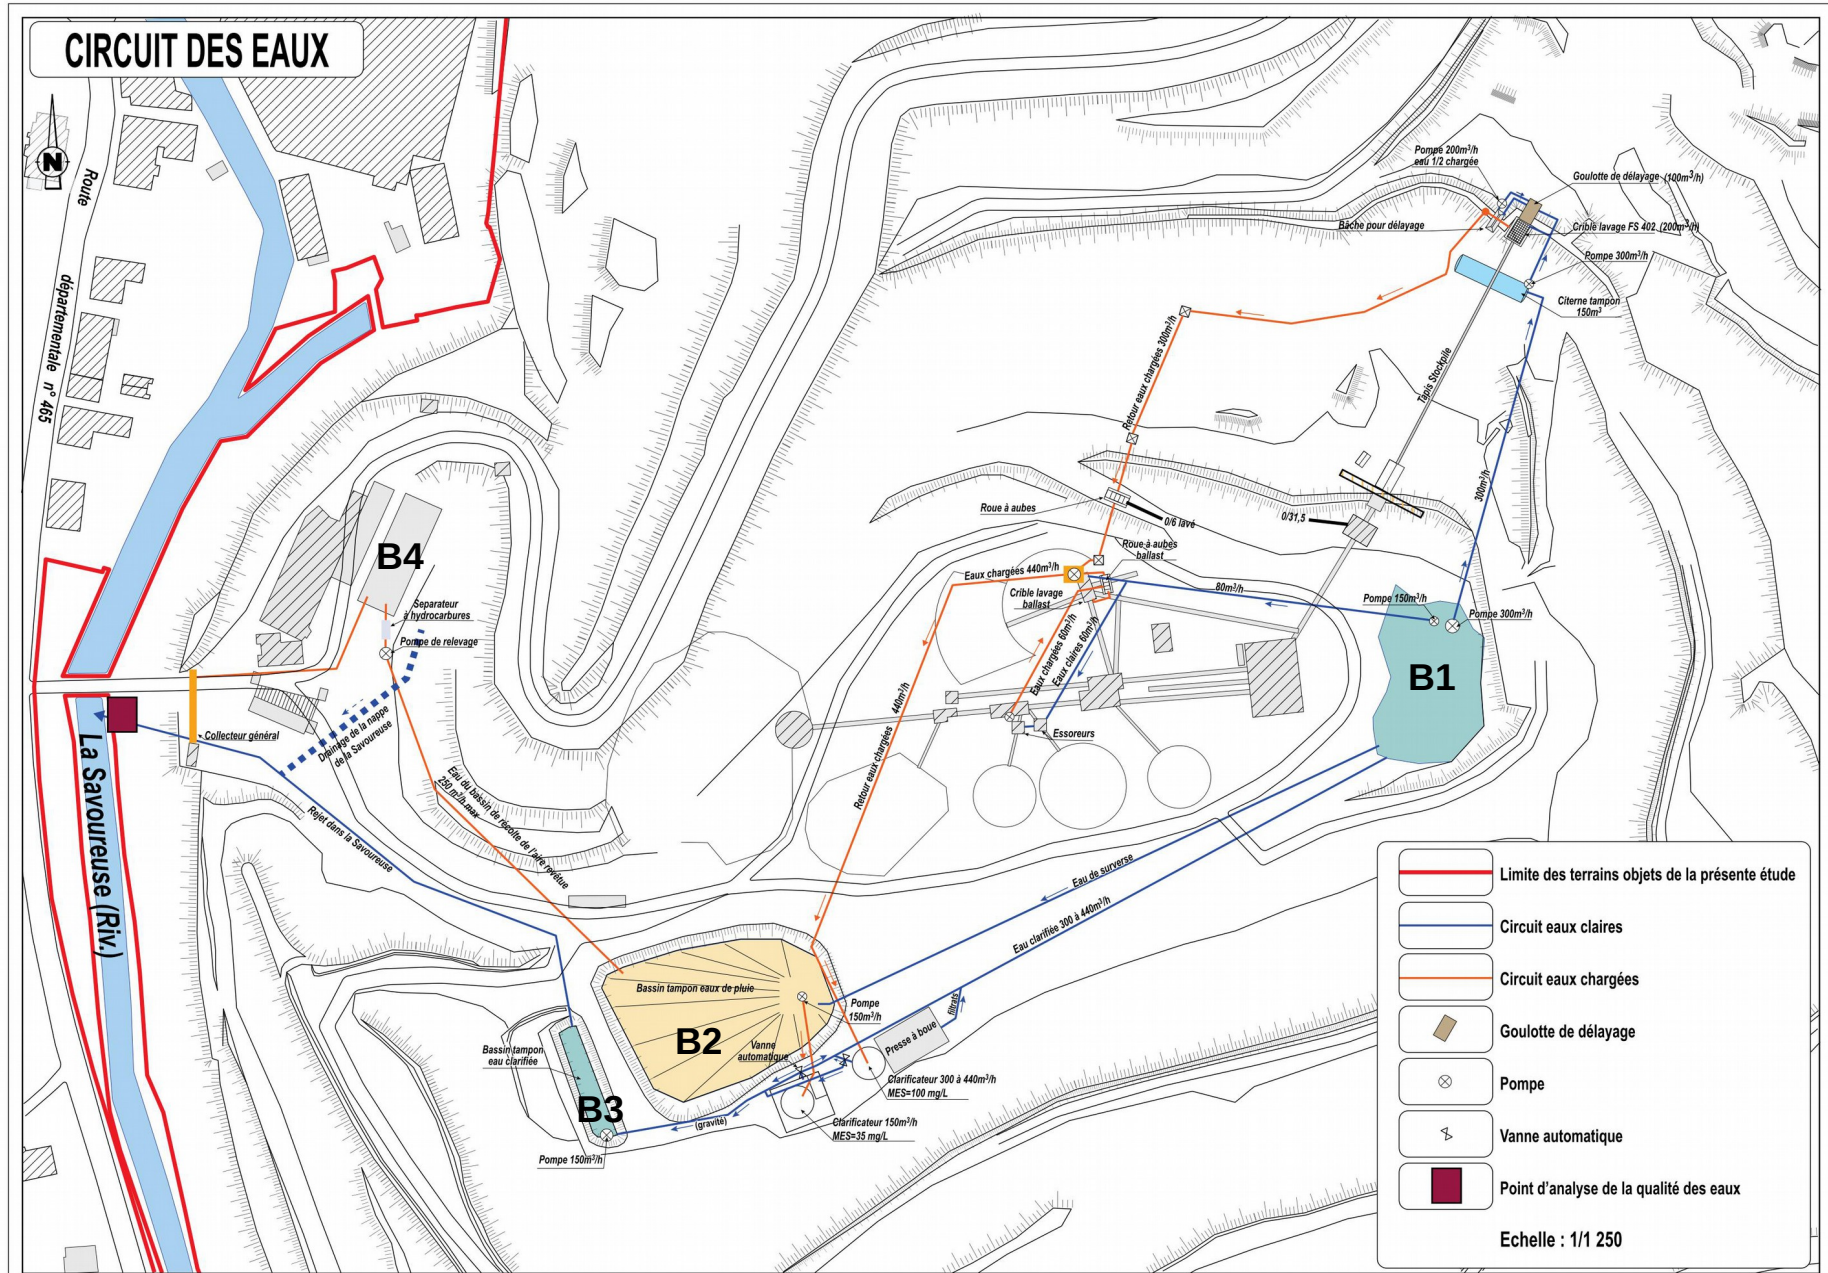 CIRCUIT DES EAUX
N
Route
départementale n° 465
Pompe 200m³/h
eau 1/2 chargée
Goulotte de délayage (100m³/h)
Bâche pour délayage
Crible lavage FS 402 (200m³/h)
Pompe 300m³/h
Citerne tampon
150m³
Retour eaux chargées 300m³/h
Tapis Stockpile
300m³/h
Roue à aubes
0/6 lavé
0/31,5
Roue à aubes
ballast
Eaux chargées 440m³/h
Crible lavage
ballast
80m³/h
Pompe 150m³/h
Pompe 300m³/h
B1
B4
Separateur
à hydrocarbures
Pompe de relevage
Eaux chargées 60m³/h
Eaux claires 60m³/h
Essoreurs
Collecteur général
Drainage de la nappe
de la Savoureuse
La Savoureuse (Riv.)
Retour eaux chargées
440m³/h
Eau du bassin de récolte de l'aire revêtue
250 m³/h max
Rejet dans la Savoureuse
Eau de surverse
Eau clarifiée 300 à 440m³/h
Bassin tampon eaux de pluie
B2
Pompe
150m³/h
Vanne
automatique
filtrats
Presse à boue
Bassin tampon
eau clarifiée
B3
(gravité)
Clarificateur 300 à 440m³/h
MES=100 mg/L
Clarificateur 150m³/h
MES=35 mg/L
Pompe 150m³/h
Limite des terrains objets de la présente étude
Circuit eaux claires
Circuit eaux chargées
Goulotte de délayage
Pompe
Vanne automatique
Point d'analyse de la qualité des eaux
Echelle : 1/1 250